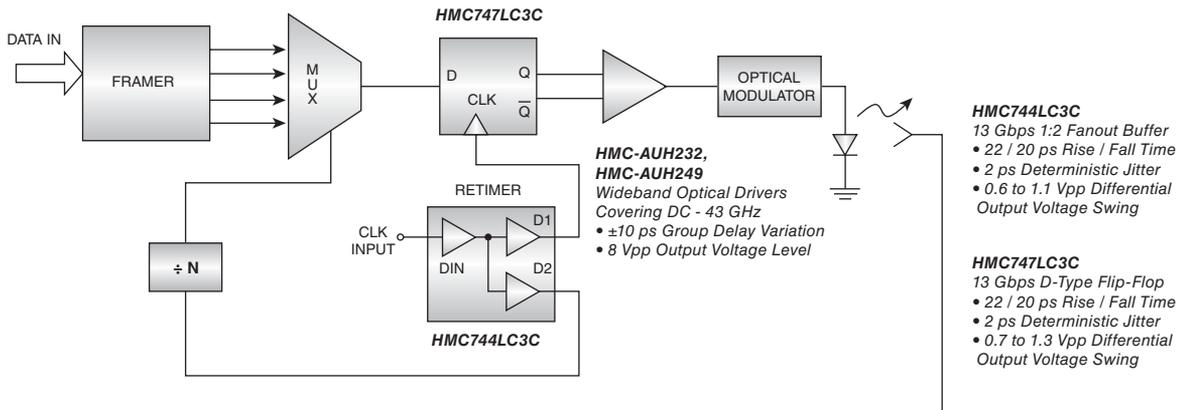 HMC747LC3C
DATA IN
FRAMER
M
U
X
D
Q
CLK
Q̅
OPTICAL
MODULATOR
HMC-AUH232,
HMC-AUH249
Wideband Optical Drivers
Covering DC - 43 GHz
• ±10 ps Group Delay Variation
• 8 Vpp Output Voltage Level
RETIMER
CLK
INPUT
DIN
D1
D2
HMC744LC3C
÷ N
HMC744LC3C
13 Gbps 1:2 Fanout Buffer
• 22 / 20 ps Rise / Fall Time
• 2 ps Deterministic Jitter
• 0.6 to 1.1 Vpp Differential
Output Voltage Swing
HMC747LC3C
13 Gbps D-Type Flip-Flop
• 22 / 20 ps Rise / Fall Time
• 2 ps Deterministic Jitter
• 0.7 to 1.3 Vpp Differential
Output Voltage Swing